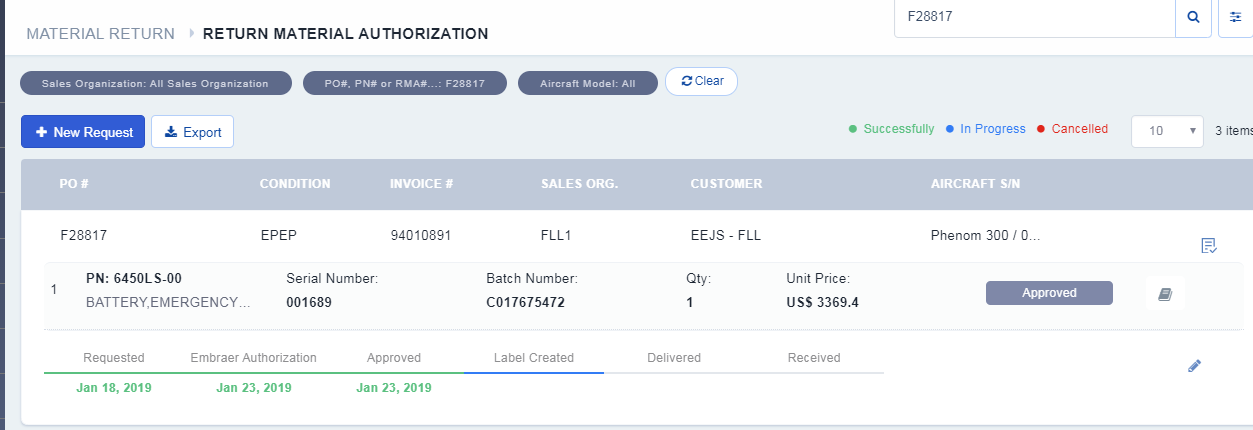 F28817
MATERIAL RETURN RETURN MATERIAL AUTHORIZATION
Sales Organization: All Sales Organization PO#, PN# or RMA#...: F28817 Aircraft Model: All Clear
New Request Export Successfully In Progress Cancelled 10 3 items
PO # CONDITION INVOICE # SALES ORG. CUSTOMER AIRCRAFT S/N
F28817 EPEP 94010891 FLL1 EEJS - FLL Phenom 300 / 0...
PN: 6450LS-00 Serial Number: Batch Number: Qty: Unit Price:
1 Approved
BATTERY,EMERGENCY... 001689 C017675472 1 US$ 3369.4
Requested Embraer Authorization Approved Label Created Delivered Received
Jan 18, 2019 Jan 23, 2019 Jan 23, 2019